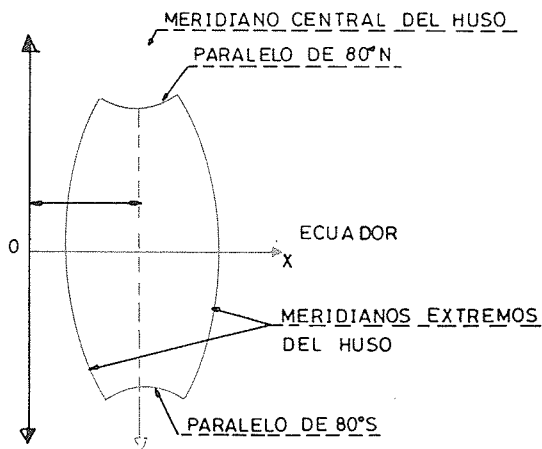 MERIDIANO CENTRAL DEL HUSO
PARALELO DE 80°N
O
ECUADOR
X
MERIDIANOS EXTREMOS
DEL HUSO
PARALELO DE 80°S